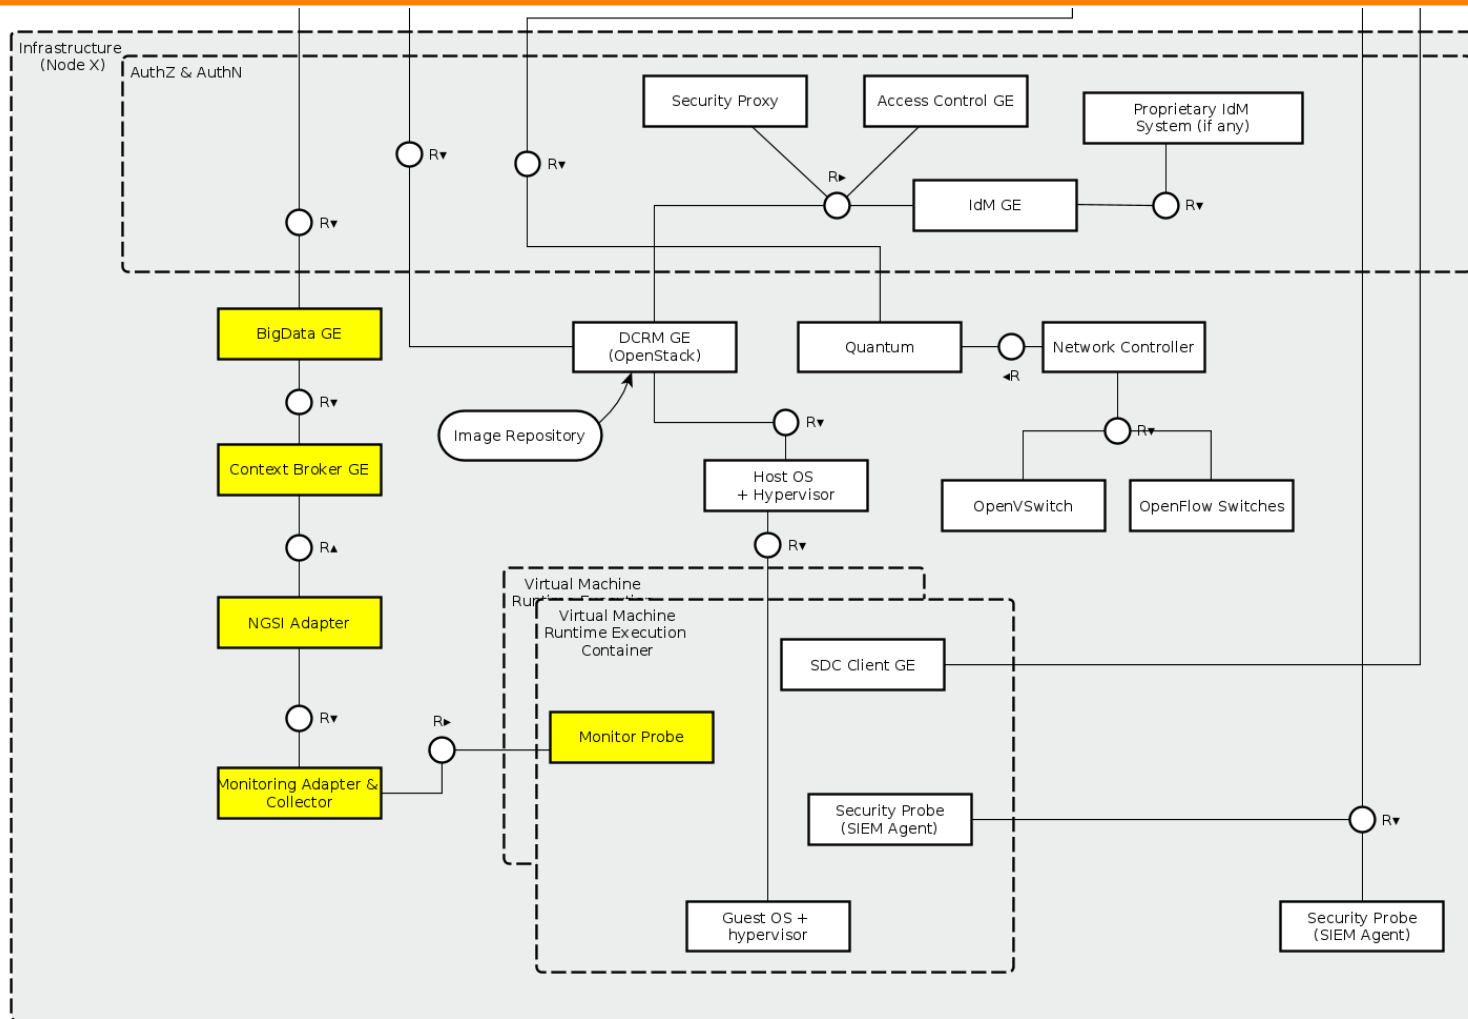 Infrastructure
(Node X)
AuthZ & AuthN
Security Proxy
Access Control GE
Proprietary IdM
System (if any)
R▾
R▾
R▸
IdM GE
R▾
R▾
BigData GE
DCRM GE
(OpenStack)
Quantum
Network Controller
◂R
R▾
Image Repository
R▾
R▾
Context Broker GE
Host OS
+ Hypervisor
OpenVSwitch
OpenFlow Switches
R▴
R▾
Virtual Machine
Runtime Execution
Virtual Machine
Runtime Execution
Container
NGSI Adapter
SDC Client GE
R▾
R▸
Monitor Probe
Monitoring Adapter &
Collector
Security Probe
(SIEM Agent)
R▾
Guest OS +
hypervisor
Security Probe
(SIEM Agent)